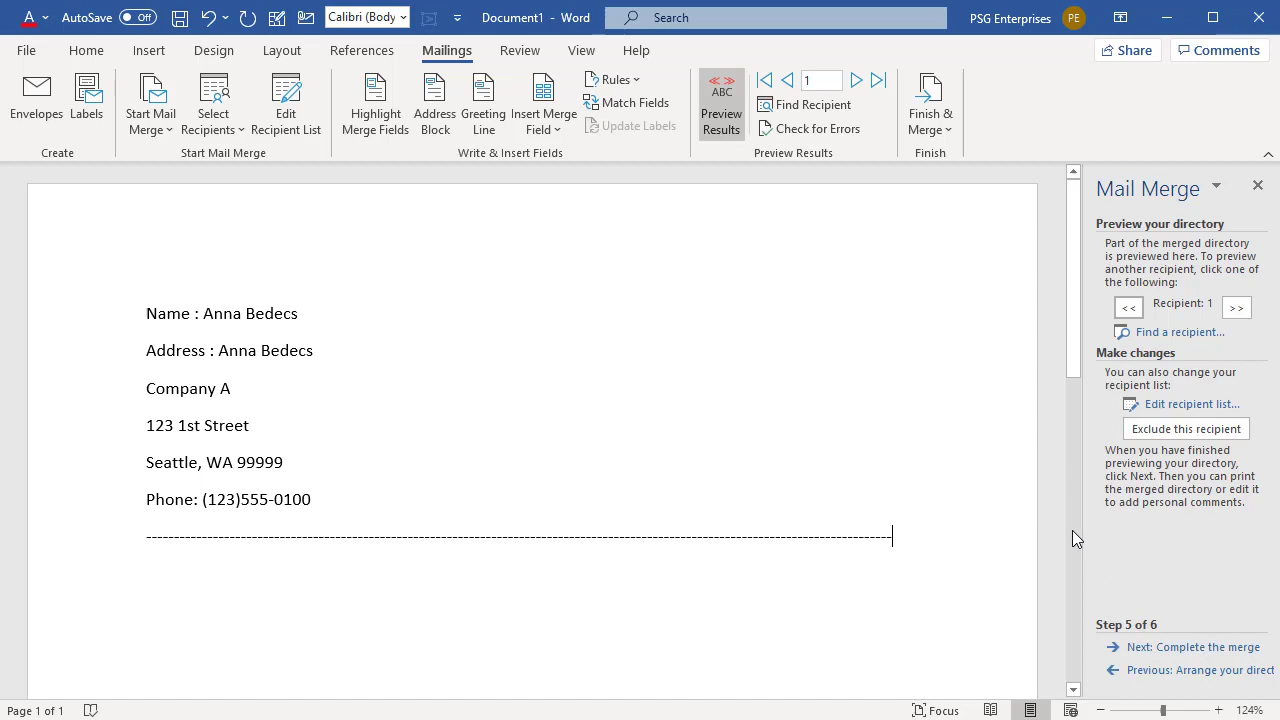 A AutoSave Off Calibri (Body Document1 - Word Search PSG Enterprises PE
File Home Insert Design Layout References Mailings Review View Help Share Comments
Envelopes Labels
Create
Start Mail Merge Select Recipients Edit Recipient List
Start Mail Merge
Highlight Merge Fields Address Block Greeting Line Insert Merge Field
Rules
Match Fields
Update Labels
Write & Insert Fields
ABC Preview Results
1
Find Recipient
Check for Errors
Preview Results
Finish & Merge
Finish
Name : Anna Bedecs
Address : Anna Bedecs
Company A
123 1st Street
Seattle, WA 99999
Phone: (123)555-0100
Mail Merge
Preview your directory
Part of the merged directory
is previewed here. To preview
another recipient, click one of
the following:
<< Recipient: 1 >>
Find a recipient...
Make changes
You can also change your
recipient list:
Edit recipient list...
Exclude this recipient
When you have finished
previewing your directory,
click Next. Then you can print
the merged directory or edit it
to add personal comments.
Step 5 of 6
Next: Complete the merge
Previous: Arrange your direct
Page 1 of 1 Focus 124%